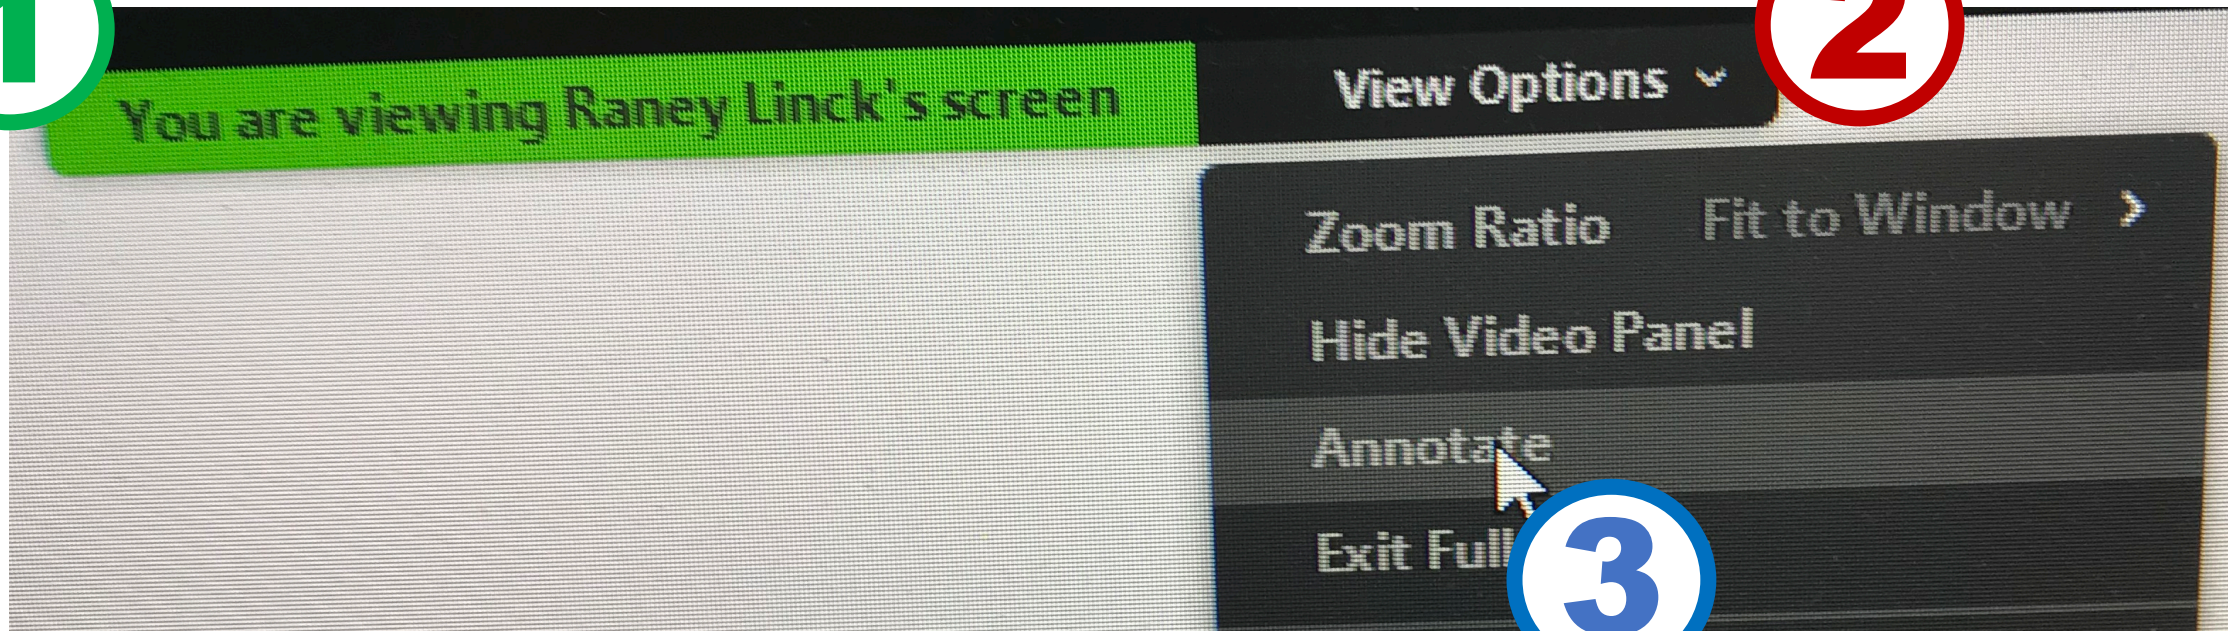 1
2
You are viewing Raney Linck's screen
View Options
Zoom Ratio Fit to Window
Hide Video Panel
Annotate
Exit Full
3